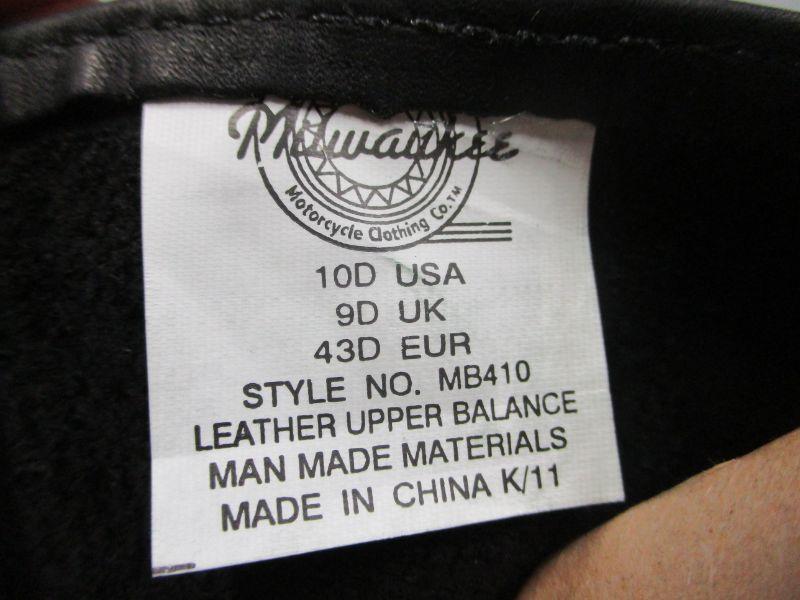 Milwaukee
Motorcycle Clothing Co.™
10D USA
9D UK
43D EUR
STYLE NO. MB410
LEATHER UPPER BALANCE
MAN MADE MATERIALS
MADE IN CHINA K/11